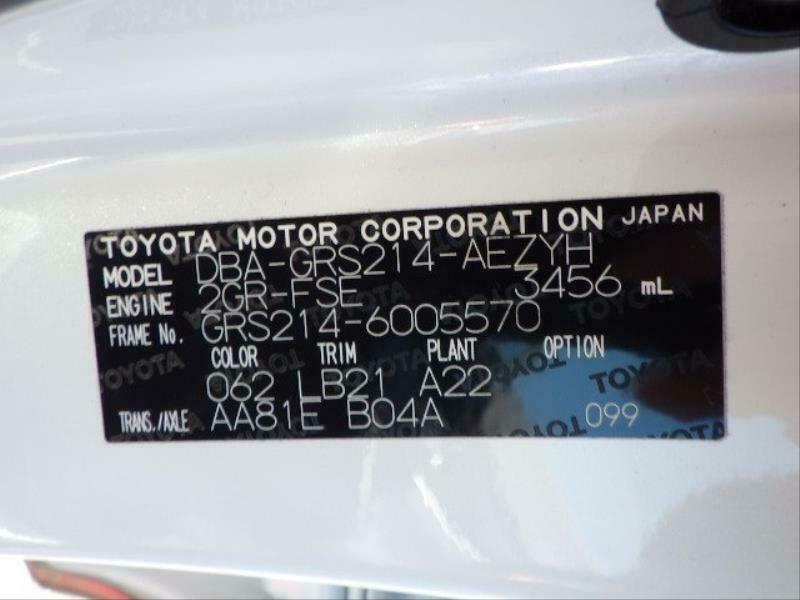 TOYOTA MOTOR CORPORATION JAPAN
MODEL DBA-GRS214-AEZYH
ENGINE 2GR-FSE 3456 mL
FRAME No. GRS214-6005570
COLOR TRIM PLANT OPTION
062 LB21 A22
TRANS./AXLE AA81E B04A 099